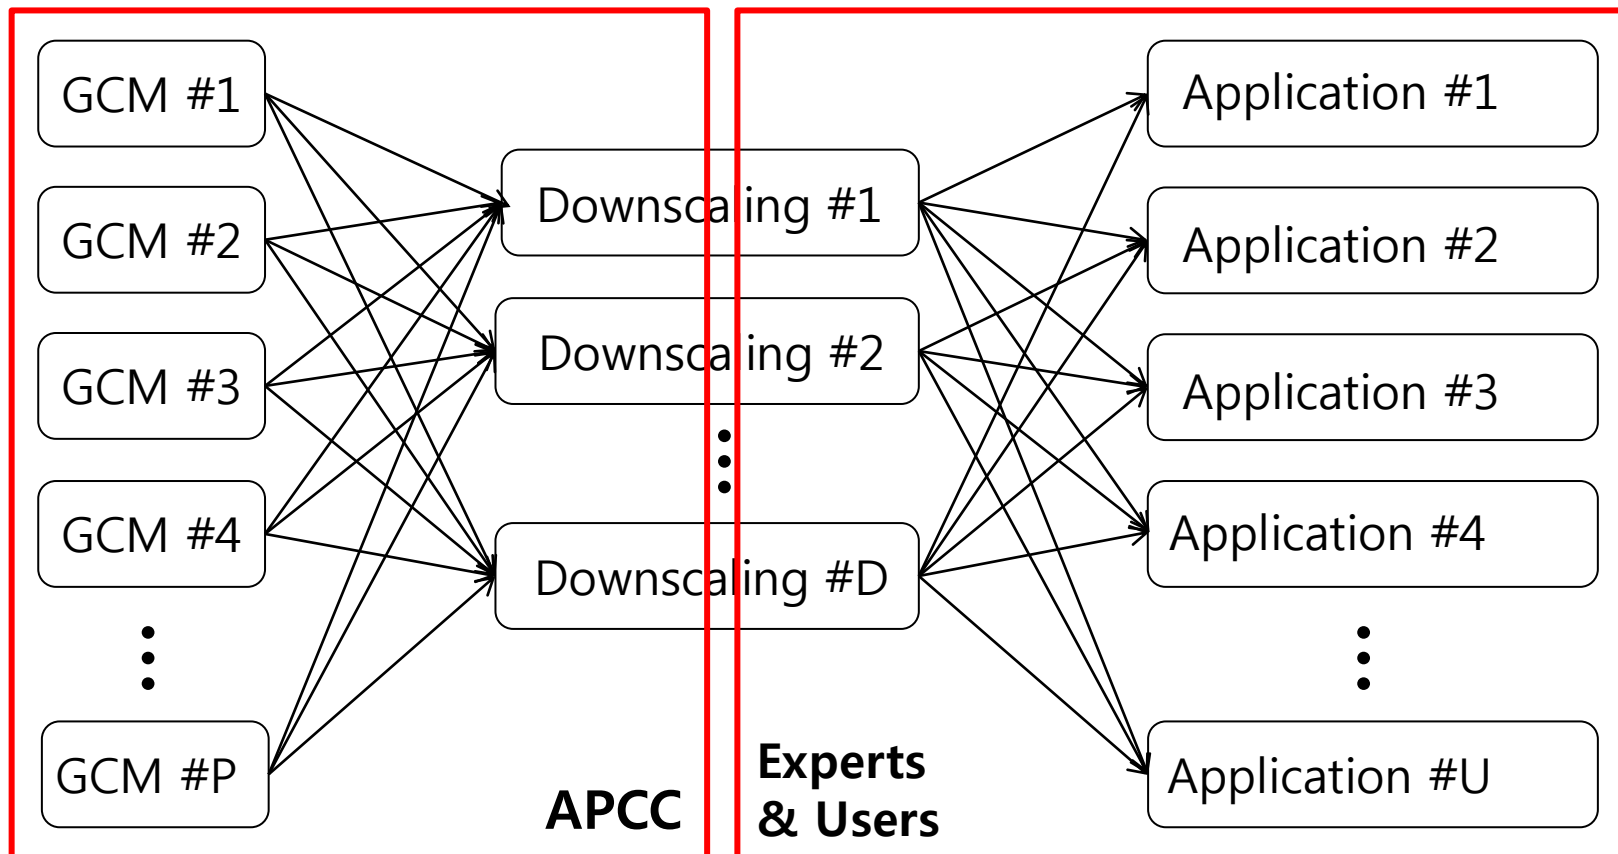 GCM #1
GCM #2
GCM #3
GCM #4
GCM #P
Downscaling #1
Downscaling #2
Downscaling #D
APCC
Experts
& Users
Application #1
Application #2
Application #3
Application #4
Application #U